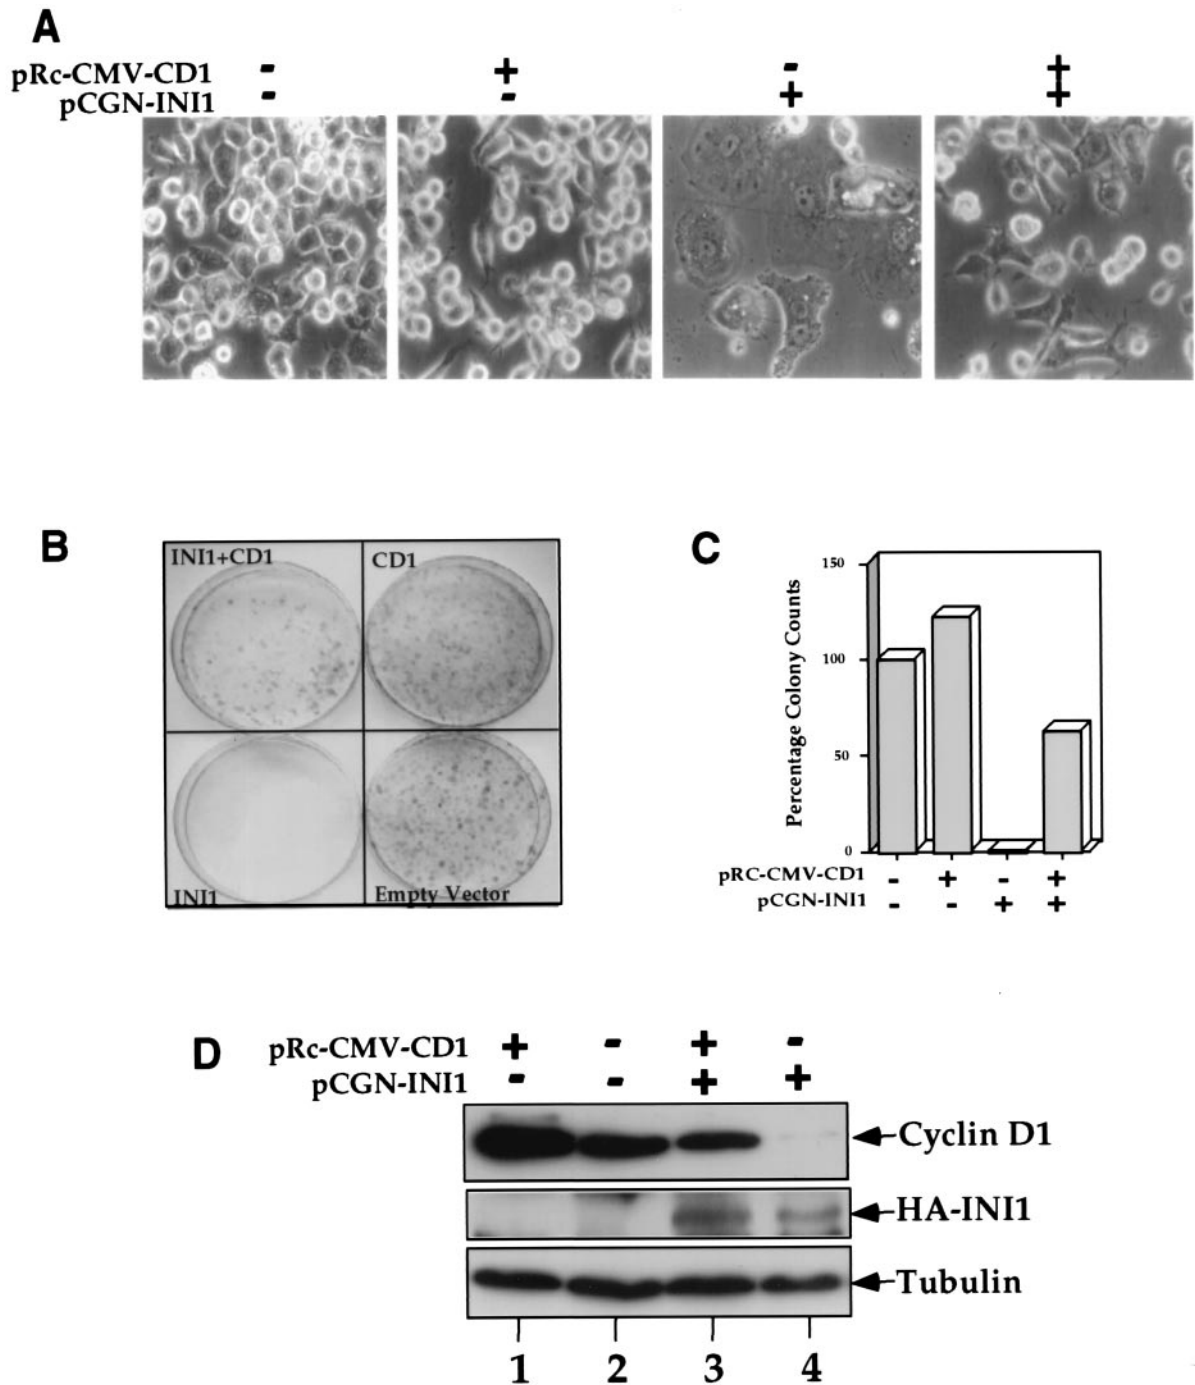 A
pRc-CMV-CD1 - + - +
pCGN-INI1 - - + +
B
INI1+CD1
CD1
INI1
Empty Vector
C
150
100
50
0
Percentage Colony Counts
pRC-CMV-CD1 - + - +
pCGN-INI1 - - + +
D
pRc-CMV-CD1 + - + -
pCGN-INI1 - - + +
Cyclin D1
HA-INI1
Tubulin
1 2 3 4